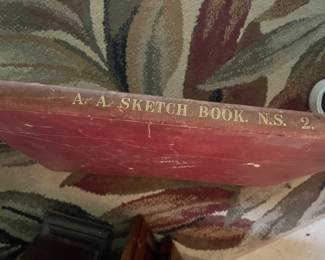 A. A. SKETCH BOOK. N.S. 2.